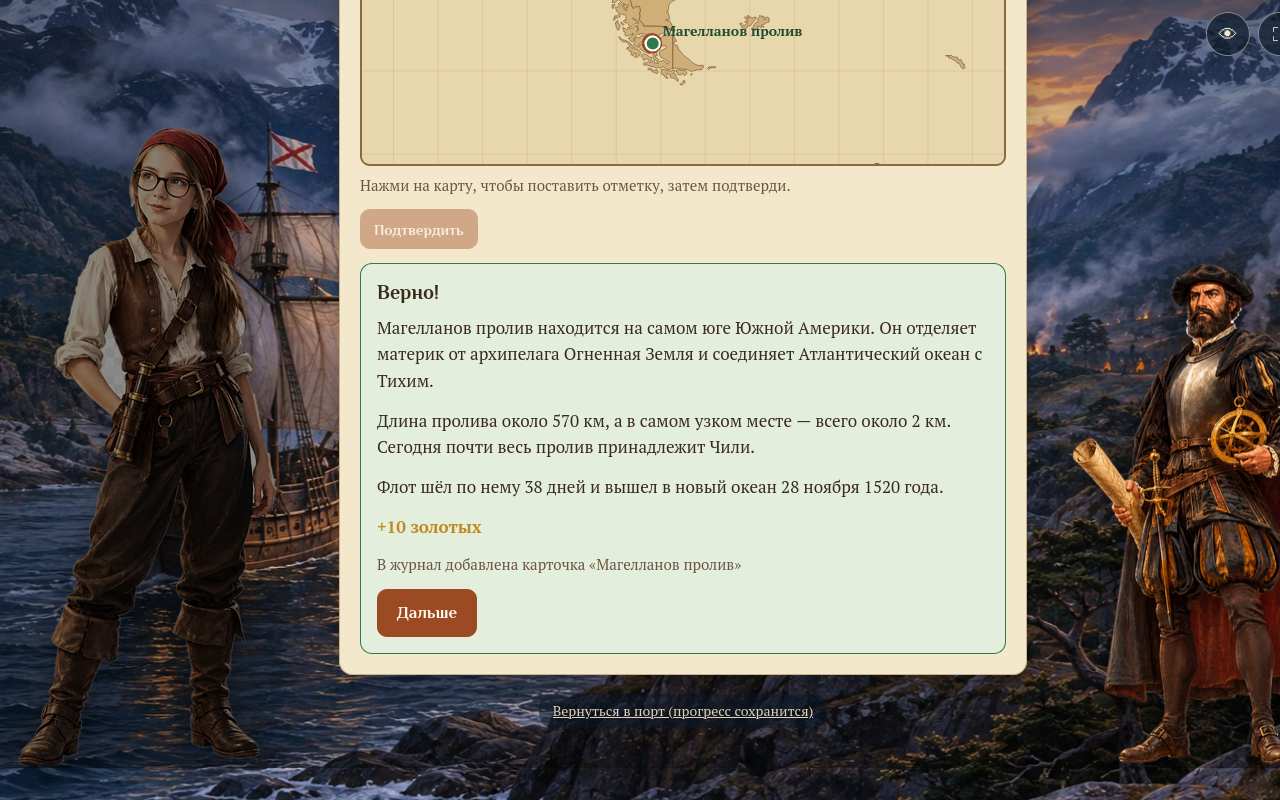 Магелланов пролив
Нажми на карту, чтобы поставить отметку, затем подтверди.
Подтвердить
Верно!
Магелланов пролив находится на самом юге Южной Америки. Он отделяет
материк от архипелага Огненная Земля и соединяет Атлантический океан с
Тихим.
Длина пролива около 570 км, а в самом узком месте — всего около 2 км.
Сегодня почти весь пролив принадлежит Чили.
Флот шёл по нему 38 дней и вышел в новый океан 28 ноября 1520 года.
+10 золотых
В журнал добавлена карточка «Магелланов пролив»
Дальше
Вернуться в порт (прогресс сохранится)